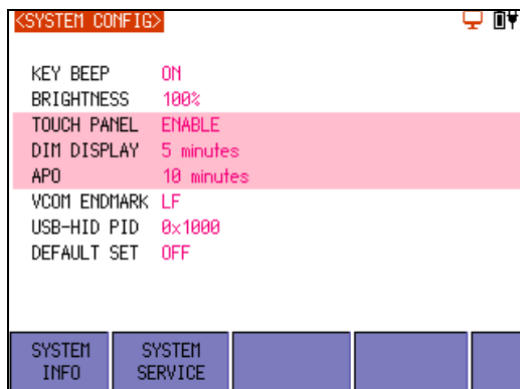 <SYSTEM CONFIG>
KEY BEEP ON
BRIGHTNESS 100%
TOUCH PANEL ENABLE
DIM DISPLAY 5 minutes
APO 10 minutes
VCOM ENDMARK LF
USB-HID PID 0x1000
DEFAULT SET OFF
SYSTEM INFO
SYSTEM SERVICE